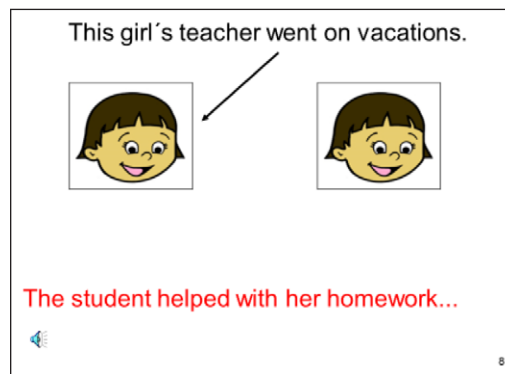 This girl´s teacher went on vacations.
The student helped with her homework...
8